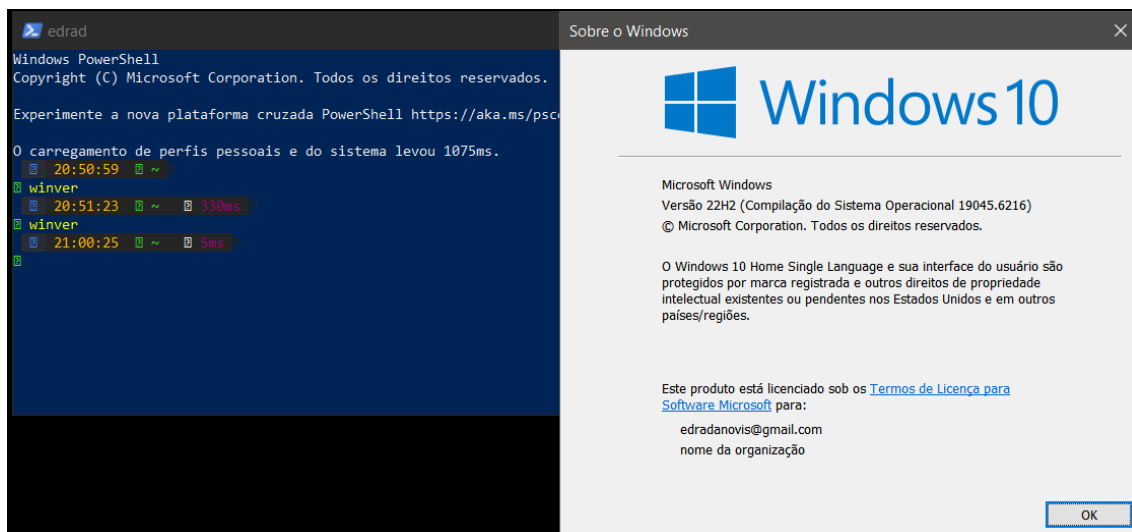 edrad
Windows PowerShell
Copyright (C) Microsoft Corporation. Todos os direitos reservados.
Experimente a nova plataforma cruzada PowerShell https://aka.ms/psc
O carregamento de perfis pessoais e do sistema levou 1075ms.
20:50:59 ~
winver
20:51:23 ~ 330ms
winver
21:00:25 ~ 5ms
Sobre o Windows
Windows 10
Microsoft Windows
Versão 22H2 (Compilação do Sistema Operacional 19045.6216)
© Microsoft Corporation. Todos os direitos reservados.
O Windows 10 Home Single Language e sua interface do usuário são
protegidos por marca registrada e outros direitos de propriedade
intelectual existentes ou pendentes nos Estados Unidos e em outros
países/regiões.
Este produto está licenciado sob os Termos de Licença para
Software Microsoft para:
edradanovis@gmail.com
nome da organização
OK